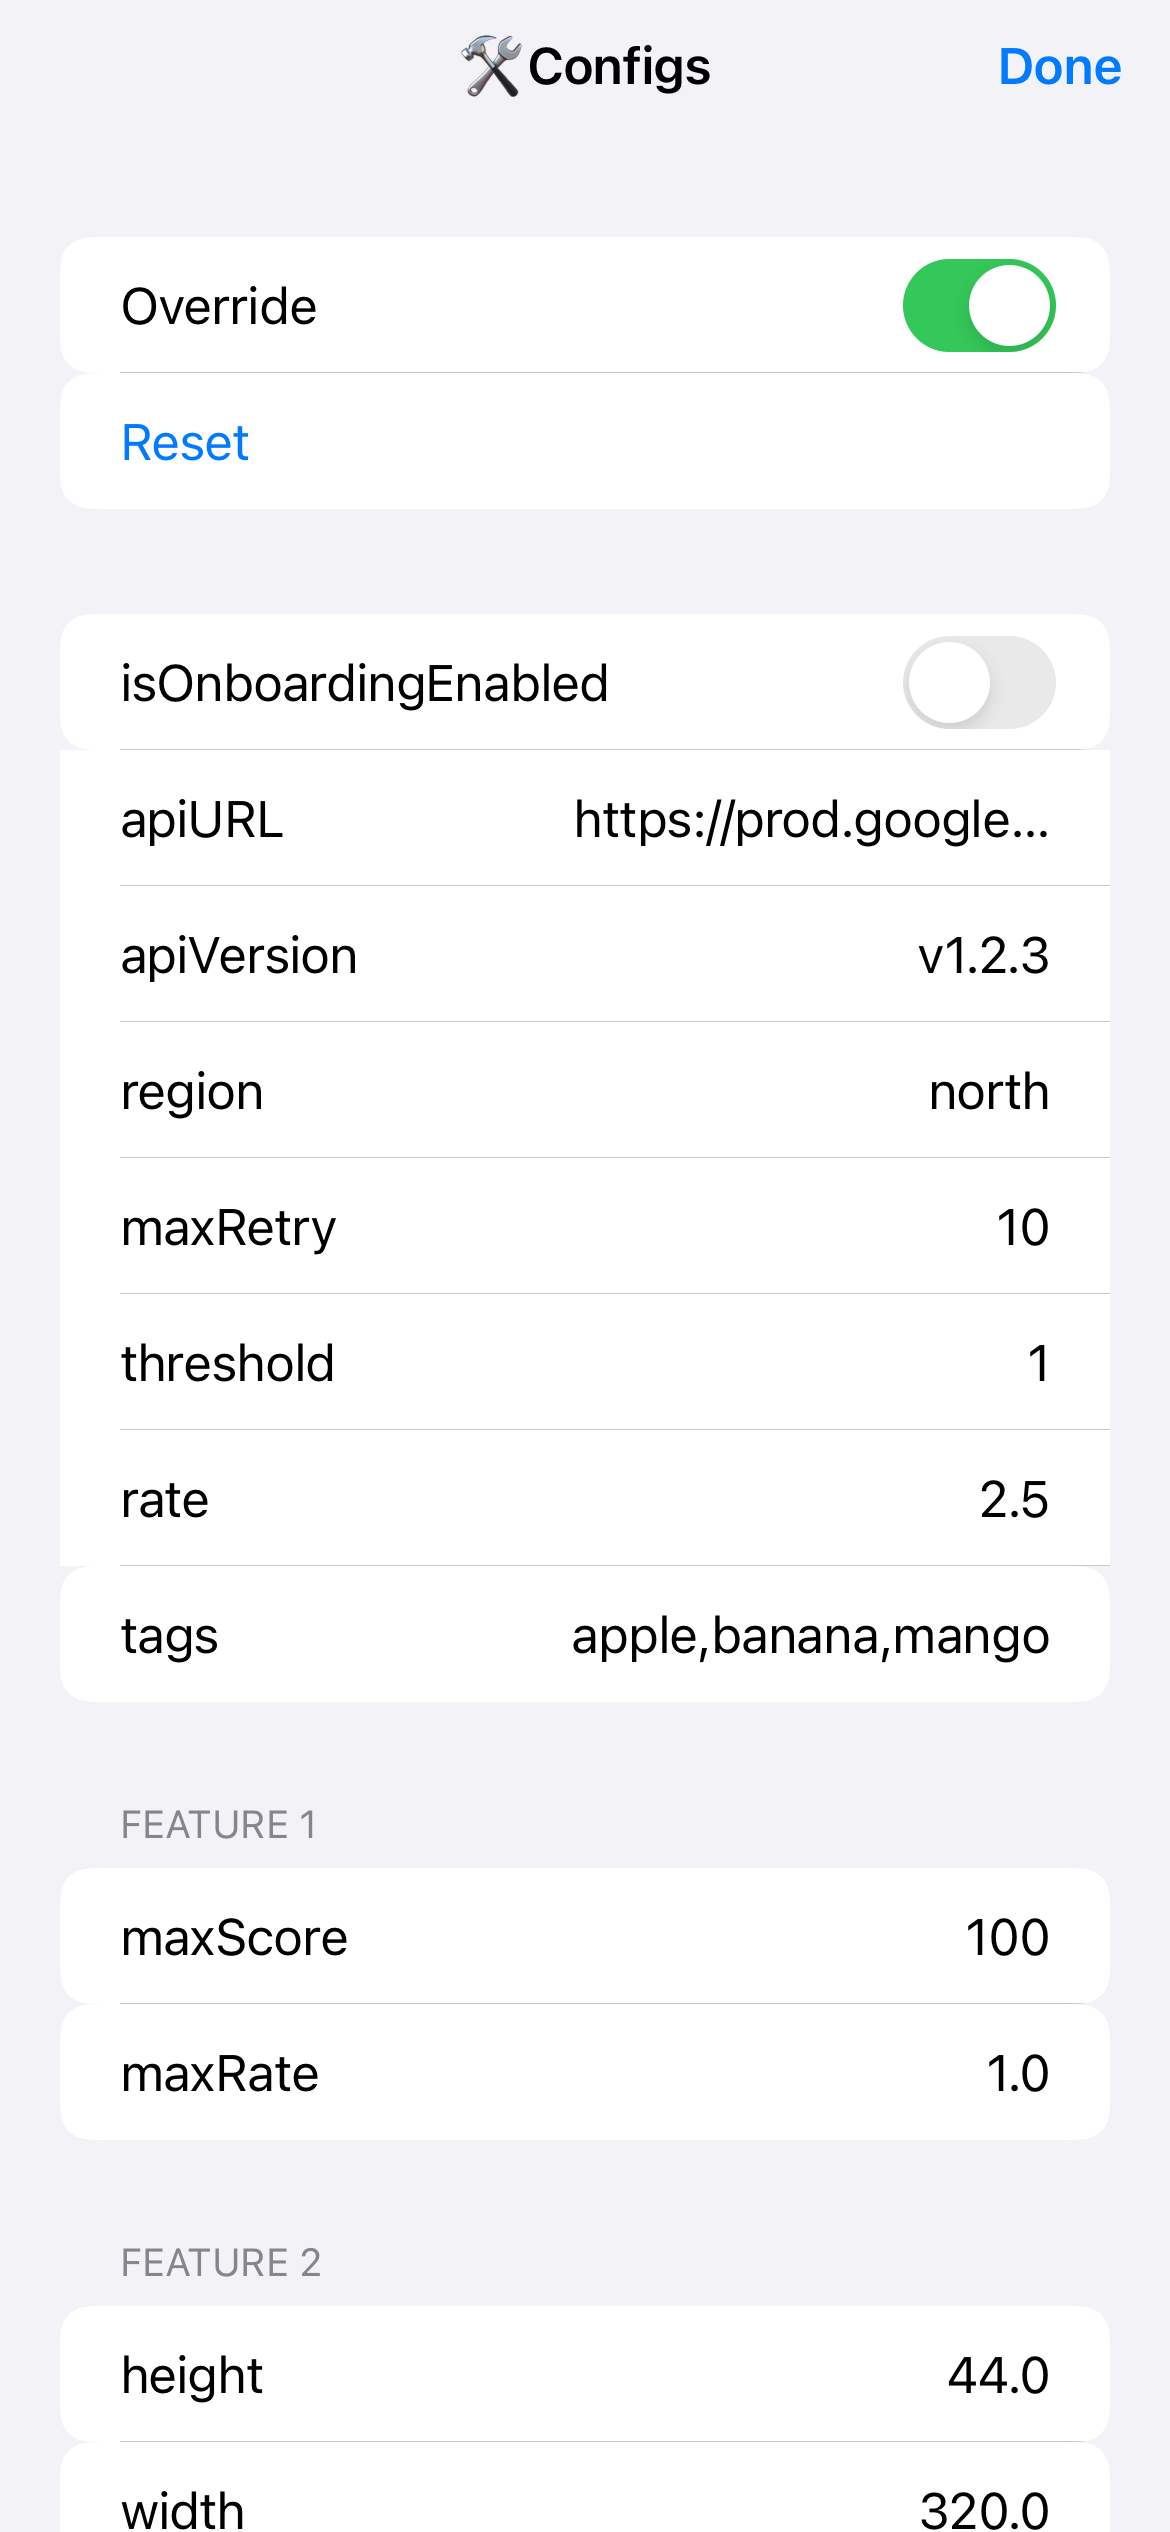 🛠️Configs Done
Override
Reset
isOnboardingEnabled
apiURL https://prod.google...
apiVersion v1.2.3
region north
maxRetry 10
threshold 1
rate 2.5
tags apple,banana,mango
FEATURE 1
maxScore 100
maxRate 1.0
FEATURE 2
height 44.0
width 320.0